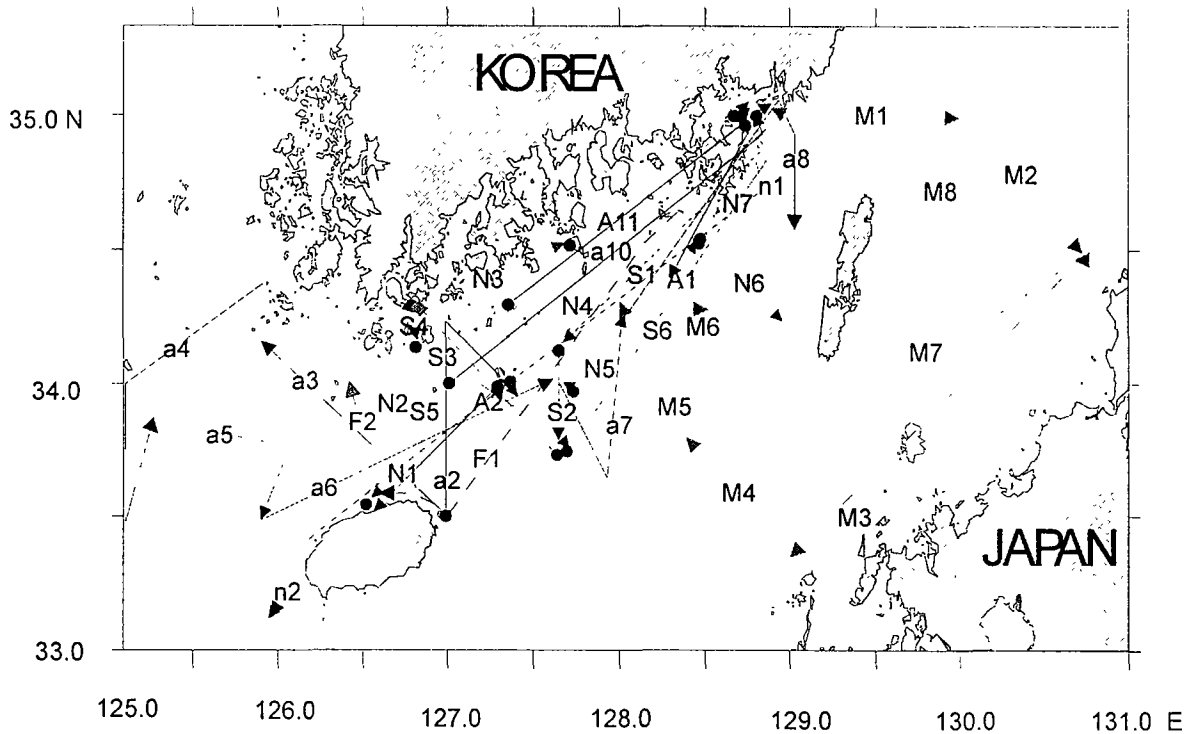 KOREA
35.0 N
M1
a8
M2
n1
M8
N7
A11
a10
S1
A1
N3
N6
N4
S4
M6
S6
a4
S3
M7
a3
N5
N2
S5
A2
S2
M5
F2
a7
a5
34.0
F1
N1
a2
a6
M4
M3
JAPAN
n2
33.0
125.0
126.0
127.0
128.0
129.0
130.0
131.0 E